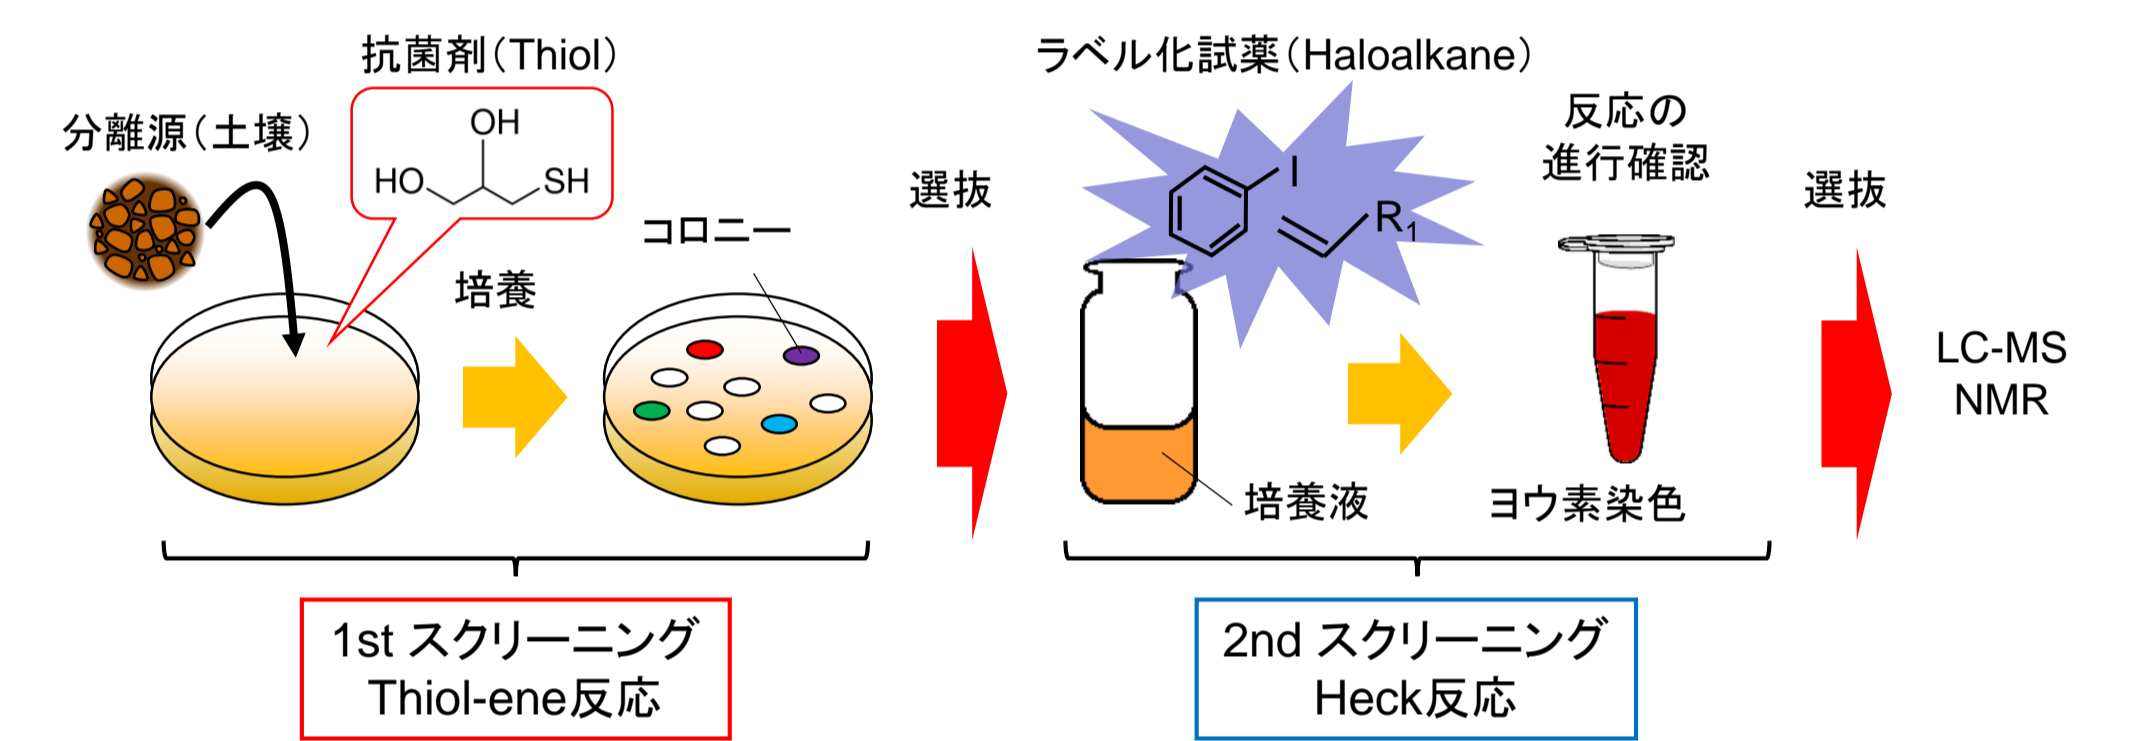 抗菌剤（Thiol）
分離源（土壌）
OH
HO
SH
培養
コロニー
選抜
ラベル化試薬（Haloalkane）
I
R1
培養液
反応の
進行確認
ヨウ素染色
選抜
LC-MS
NMR
1st スクリーニング
Thiol-ene反応
2nd スクリーニング
Heck反応